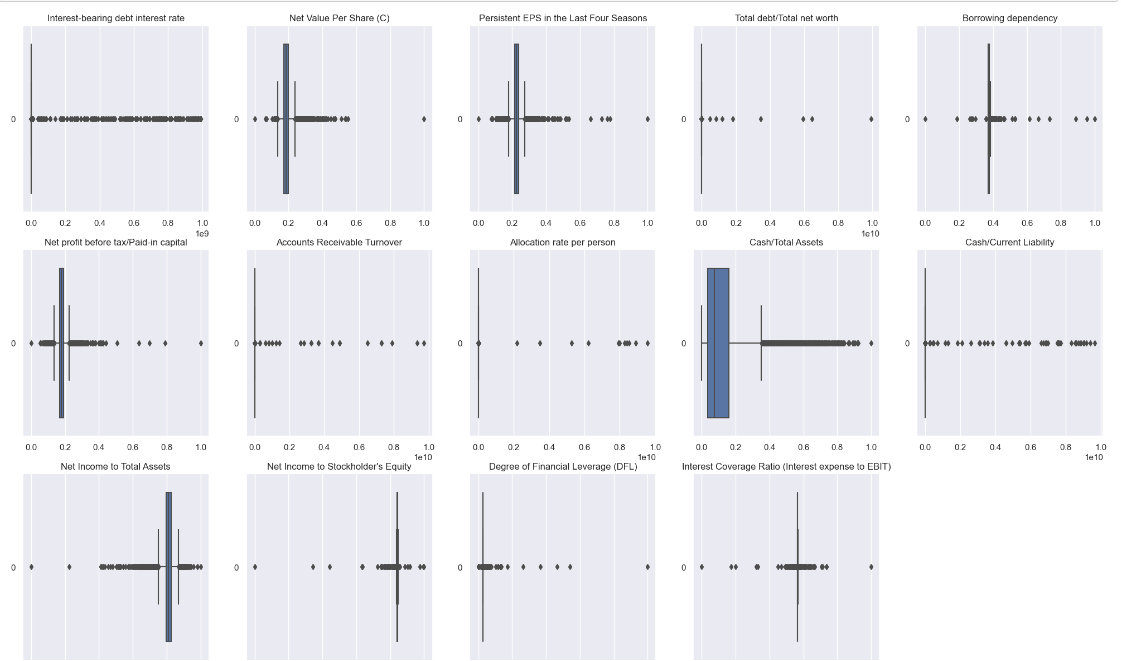 Interest-bearing debt interest rate
Net Value Per Share (C)
Persistent EPS in the Last Four Seasons
Total debt/Total net worth
Borrowing dependency
0
0
0
0
0
0.0 0.2 0.4 0.6 0.8 1.0
0.0 0.2 0.4 0.6 0.8 1.0
0.0 0.2 0.4 0.6 0.8 1.0
0.0 0.2 0.4 0.6 0.8 1.0
0.0 0.2 0.4 0.6 0.8 1.0
1e9
1e10
Net profit before tax/Paid-in capital
Accounts Receivable Turnover
Allocation rate per person
Cash/Total Assets
Cash/Current Liability
0
0
0
0
0
0.0 0.2 0.4 0.6 0.8 1.0
0.0 0.2 0.4 0.6 0.8 1.0
0.0 0.2 0.4 0.6 0.8 1.0
0.0 0.2 0.4 0.6 0.8 1.0
0.0 0.2 0.4 0.6 0.8 1.0
1e10
1e10
1e10
Net Income to Total Assets
Net Income to Stockholder's Equity
Degree of Financial Leverage (DFL)
Interest Coverage Ratio (Interest expense to EBIT)
0
0
0
0